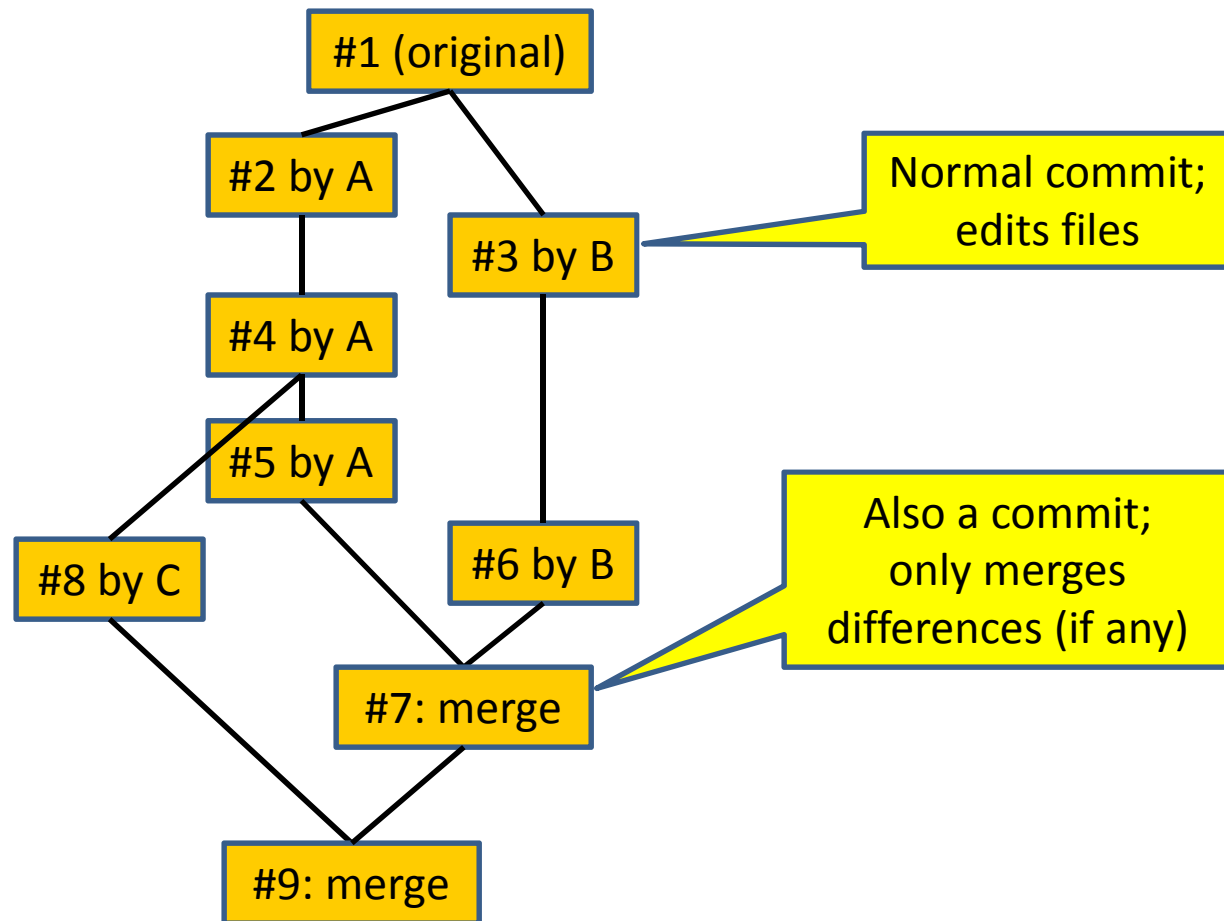 #1 (original)
#2 by A
Normal commit;
edits files
#3 by B
#4 by A
#5 by A
Also a commit;
only merges
differences (if any)
#8 by C
#6 by B
#7: merge
#9: merge